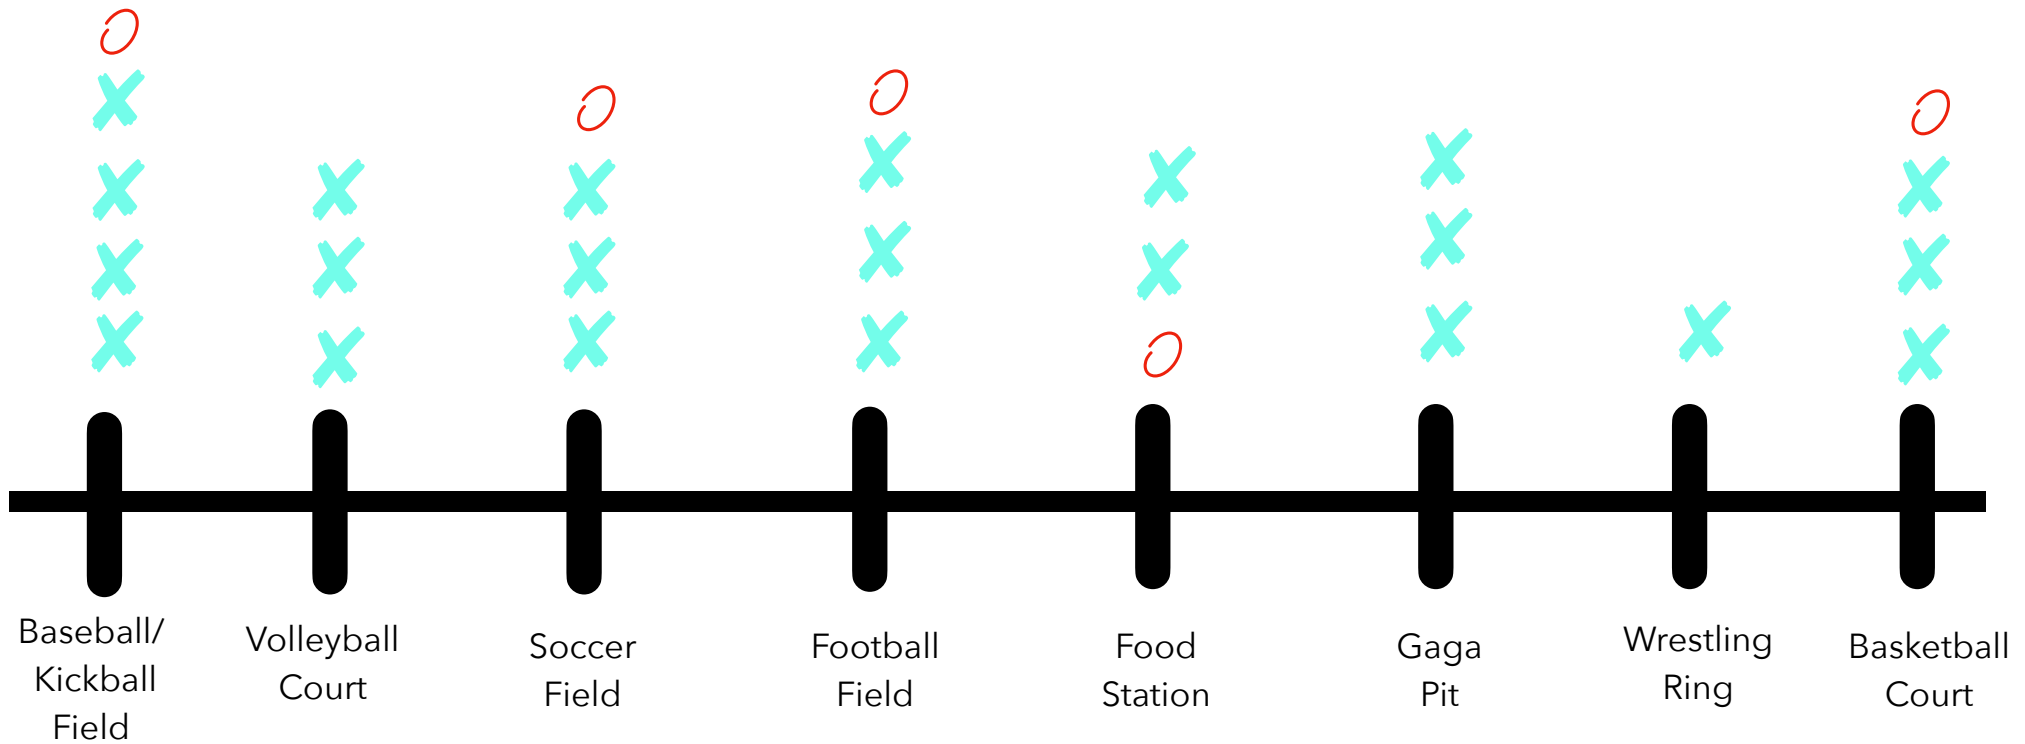 Baseball/
Kickball
Field
Volleyball
Court
Soccer
Field
Football
Field
Food
Station
Gaga
Pit
Wrestling
Ring
Basketball
Court